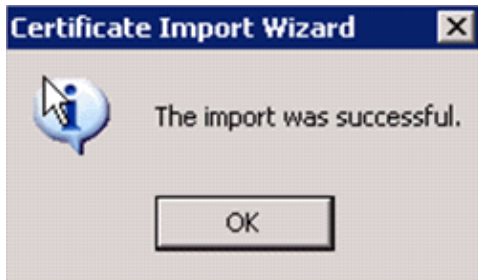 Certificate Import Wizard
The import was successful.
OK